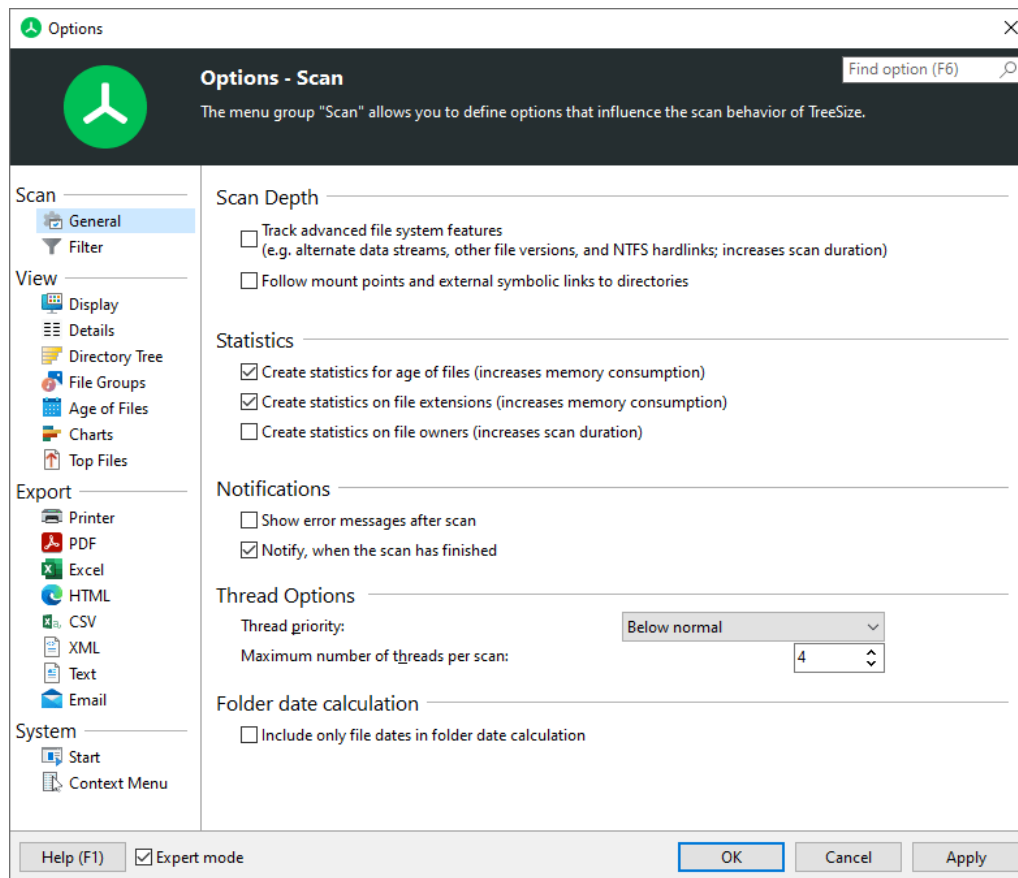 Options
Options - Scan
Find option (F6)
The menu group "Scan" allows you to define options that influence the scan behavior of TreeSize.
Scan
General
Filter
View
Display
Details
Directory Tree
File Groups
Age of Files
Charts
Top Files
Export
Printer
PDF
Excel
HTML
CSV
XML
Text
Email
System
Start
Context Menu
Scan Depth
Track advanced file system features
(e.g. alternate data streams, other file versions, and NTFS hardlinks; increases scan duration)
Follow mount points and external symbolic links to directories
Statistics
Create statistics for age of files (increases memory consumption)
Create statistics on file extensions (increases memory consumption)
Create statistics on file owners (increases scan duration)
Notifications
Show error messages after scan
Notify, when the scan has finished
Thread Options
Thread priority:
Below normal
Maximum number of threads per scan:
4
Folder date calculation
Include only file dates in folder date calculation
Help (F1)
Expert mode
OK
Cancel
Apply